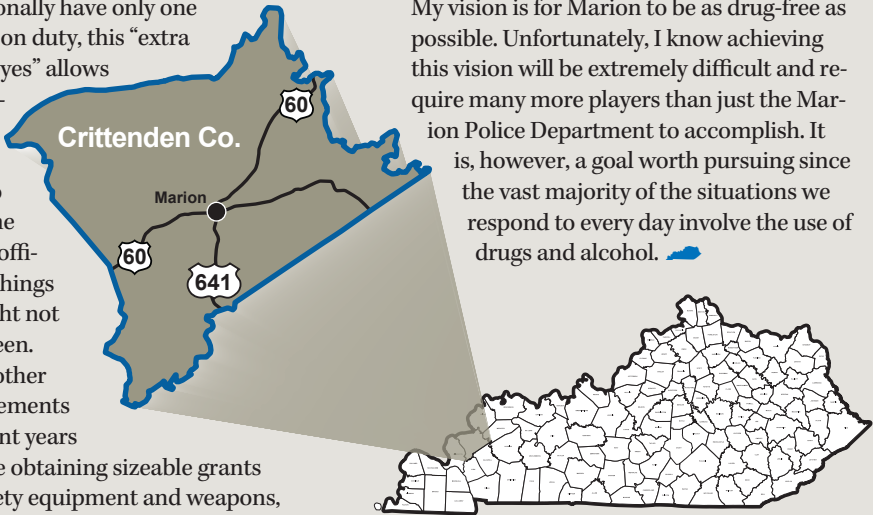 onally have only one
on duty, this “extra
yes” allows
-
ne
offi-
hings
ht not
een.
other
ements
nt years
e obtaining sizeable grants
ety equipment and weapons,
Crittenden Co.
60
Marion
60
641
My vision is for Marion to be as drug-free as
possible. Unfortunately, I know achieving
this vision will be extremely difficult and re-
quire many more players than just the Mar-
ion Police Department to accomplish. It
is, however, a goal worth pursuing since
the vast majority of the situations we
respond to every day involve the use of
drugs and alcohol.